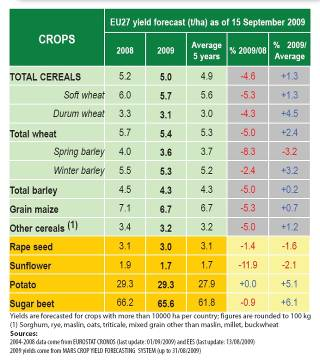 EU27 yield forecast (t/ha) as of 15 September 2009
CROPS 2008 2009 Average 5 years % 2009/08 % 2009/ Average
TOTAL CEREALS 5.2 5.0 4.9 -4.6 +1.3
Soft wheat 6.0 5.7 5.6 -5.3 +1.3
Durum wheat 3.3 3.1 3.0 -4.3 +4.5
Total wheat 5.7 5.4 5.3 -5.0 +2.4
Spring barley 4.0 3.6 3.7 -8.3 -3.2
Winter barley 5.5 5.3 5.2 -2.4 +3.2
Total barley 4.5 4.3 4.3 -5.0 +0.2
Grain maize 7.1 6.7 6.7 -5.3 +0.7
Other cereals (1) 3.4 3.2 3.2 -5.0 +1.2
Rape seed 3.1 3.0 3.1 -1.4 -1.6
Sunflower 1.9 1.7 1.7 -11.9 -2.1
Potato 29.3 29.3 27.9 +0.0 +5.1
Sugar beet 66.2 65.6 61.8 -0.9 +6.1
Yields are forecasted for crops with more than 10000 ha per country; figures are rounded to 100 kg
(1) Sorghum, rye, maslin, oats, triticale, mixed grain other than maslin, millet, buckwheat
Sources:
2004-2008 data come from EUROSTAT CRONOS (last update: 01/09/2009) and EES (last update: 13/08/2009)
2009 yields come from MARS CROP YIELD FORECASTING SYSTEM (up to 31/08/2009)